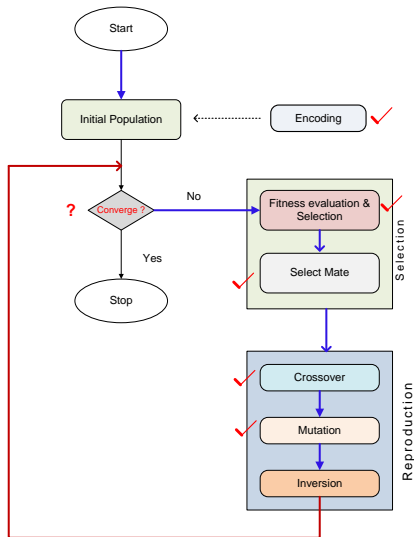 Start
Initial Population
Encoding
?
Converge ?
No
Yes
Stop
Fitness evaluation &
Selection
Select Mate
Selection
Crossover
Mutation
Inversion
Reproduction